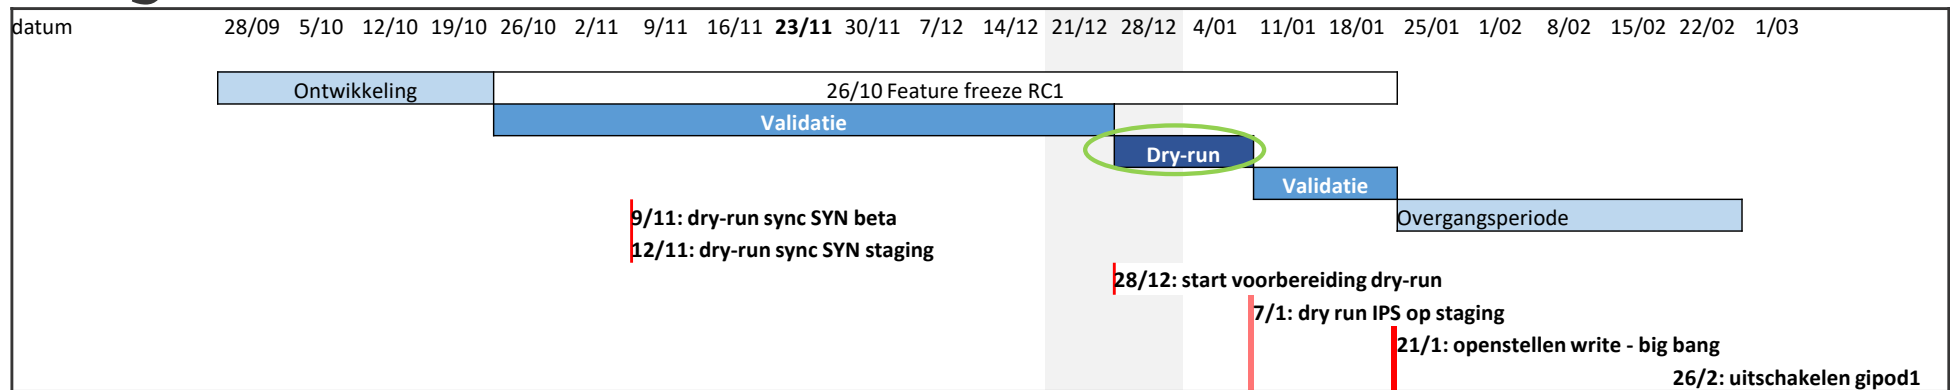 datum 28/09 5/10 12/10 19/10 26/10 2/11 9/11 16/11 23/11 30/11 7/12 14/12 21/12 28/12 4/01 11/01 18/01 25/01 1/02 8/02 15/02 22/02 1/03
Ontwikkeling 26/10 Feature freeze RC1
Validatie
Dry-run
Validatie
Overgangsperiode
9/11: dry-run sync SYN beta
12/11: dry-run sync SYN staging
28/12: start voorbereiding dry-run
7/1: dry run IPS op staging
21/1: openstellen write - big bang
26/2: uitschakelen gipod1